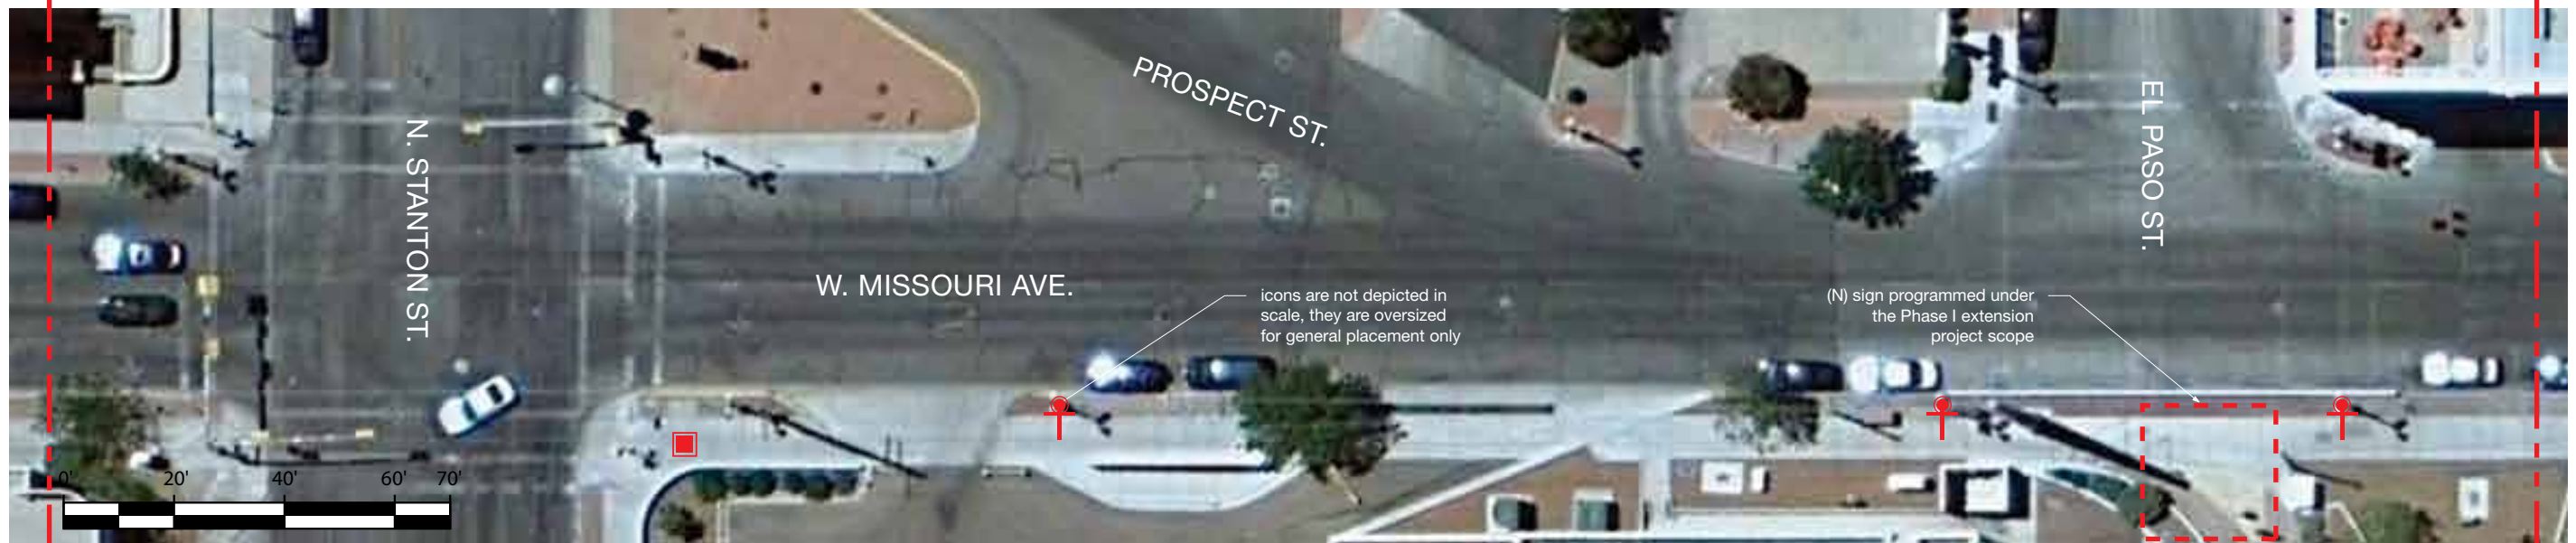 PROSPECT ST.
N. STANTON ST.
EL PASO ST.
W. MISSOURI AVE.
icons are not depicted in
scale, they are oversized
for general placement only
(N) sign programmed under
the Phase I extension
project scope
0' 20' 40' 60' 70'